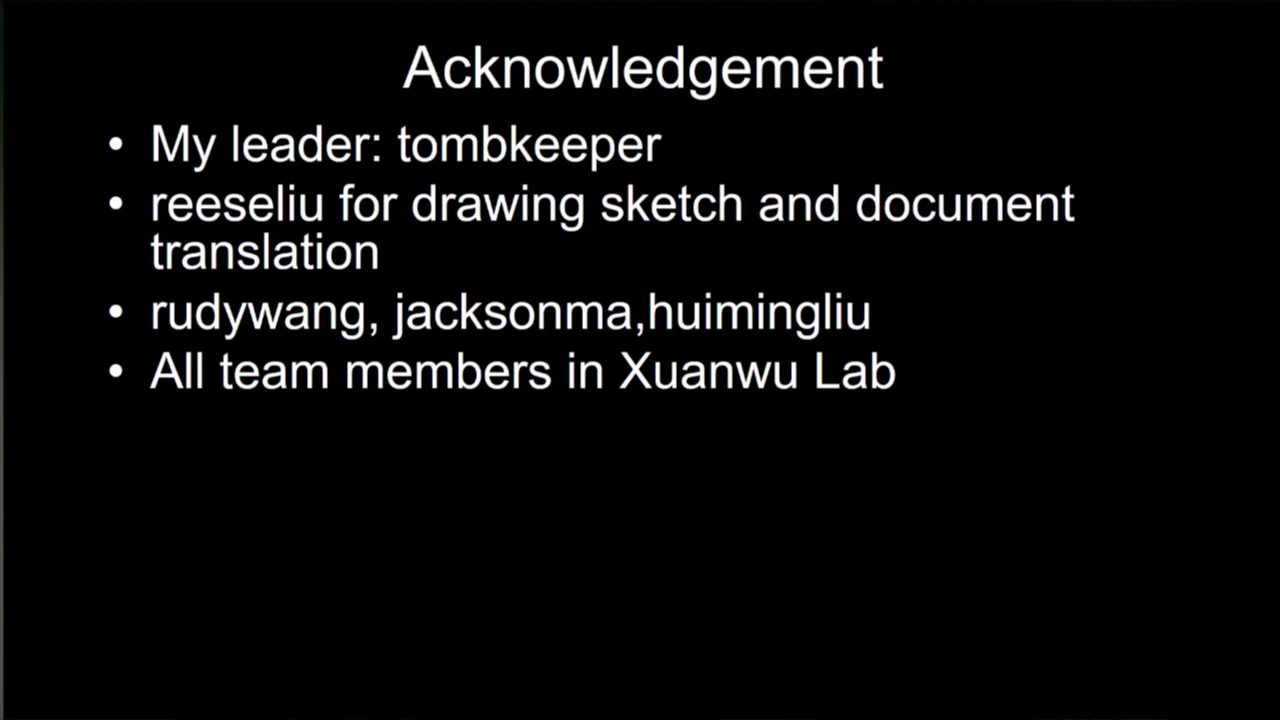 Acknowledgement
• My leader: tombkeeper
• reeseliu for drawing sketch and document
translation
• rudywang, jacksonma,huimingliu
• All team members in Xuanwu Lab